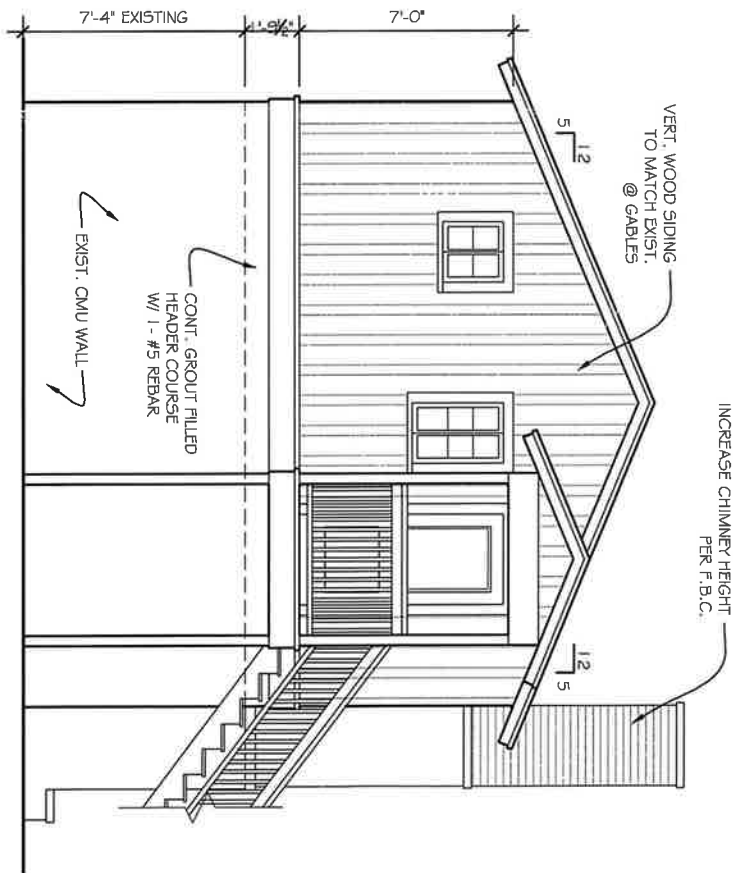 INCREASE CHIMNEY HEIGHT
PER F.B.C.
VERT. WOOD SIDING
TO MATCH EXIST.
@ GABLES
12
5
12
5
7'-0"
1'-9½"
7'-4" EXISTING
CONT. GROUT FILLED
HEADER COURSE
W/ 1- #5 REBAR
EXIST. CMU WALL